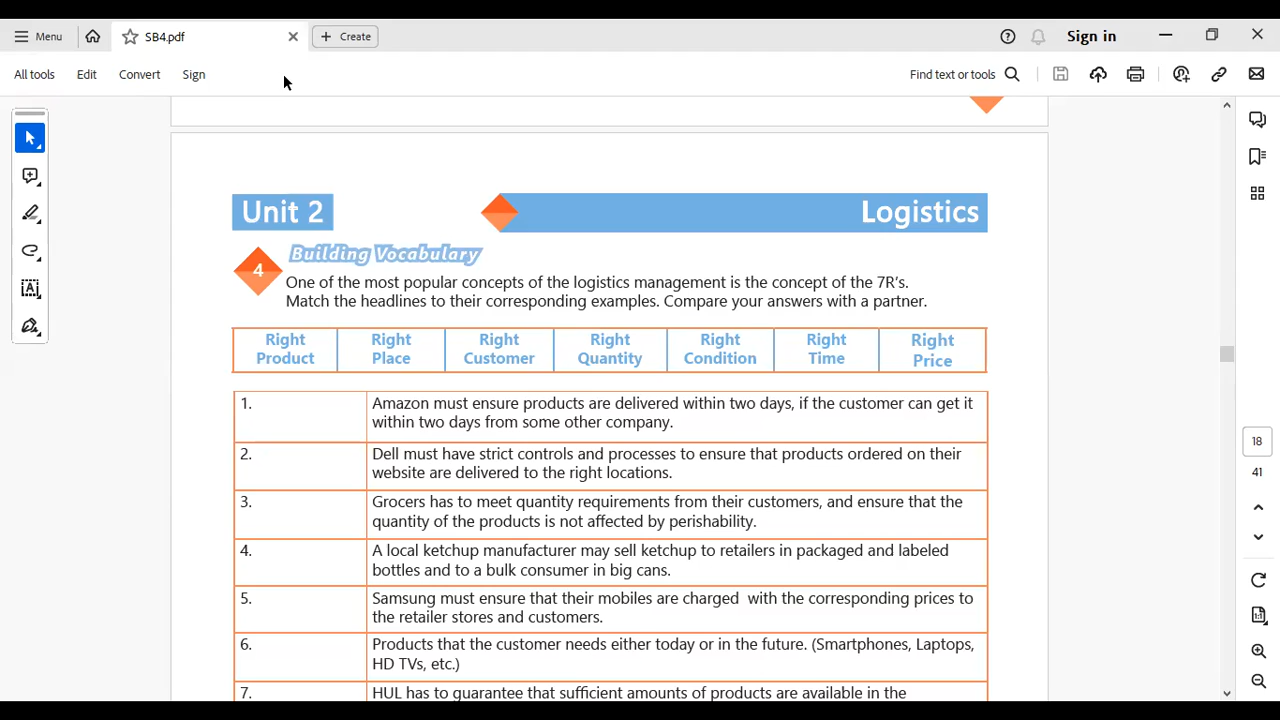 Menu
SB4.pdf
Create
Sign in
All tools
Edit
Convert
Sign
Find text or tools
Unit 2
Logistics
Building Vocabulary
4
One of the most popular concepts of the logistics management is the concept of the 7R's.
Match the headlines to their corresponding examples. Compare your answers with a partner.
Right Product
Right Place
Right Customer
Right Quantity
Right Condition
Right Time
Right Price
1.
Amazon must ensure products are delivered within two days, if the customer can get it
within two days from some other company.
2.
Dell must have strict controls and processes to ensure that products ordered on their
website are delivered to the right locations.
3.
Grocers has to meet quantity requirements from their customers, and ensure that the
quantity of the products is not affected by perishability.
4.
A local ketchup manufacturer may sell ketchup to retailers in packaged and labeled
bottles and to a bulk consumer in big cans.
5.
Samsung must ensure that their mobiles are charged with the corresponding prices to
the retailer stores and customers.
6.
Products that the customer needs either today or in the future. (Smartphones, Laptops,
HD TVs, etc.)
7.
HUL has to guarantee that sufficient amounts of products are available in the
18
41
1:1